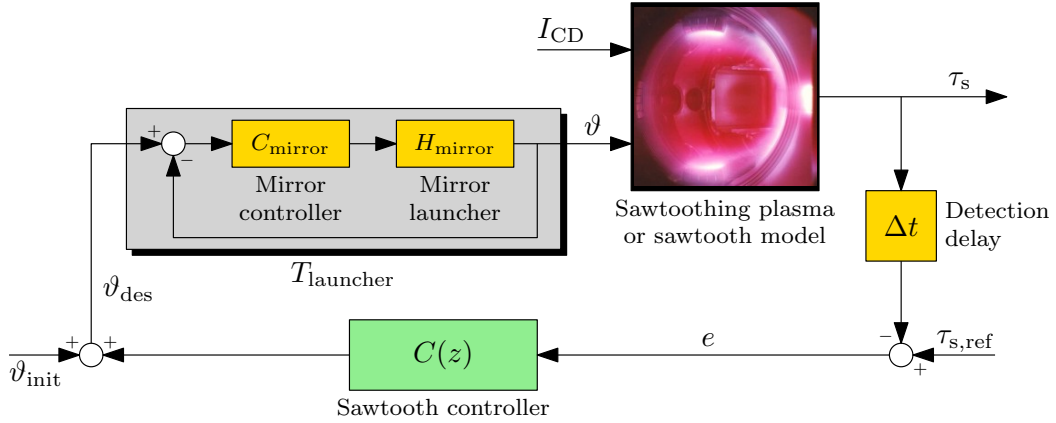 I_CD
τ_s
ϑ
+
−
C_mirror
H_mirror
Mirror
controller
Mirror
launcher
Sawtoothing plasma
or sawtooth model
Δt
Detection
delay
T_launcher
ϑ_des
ϑ_init
+
+
C(z)
Sawtooth controller
e
−
+
τ_s,ref